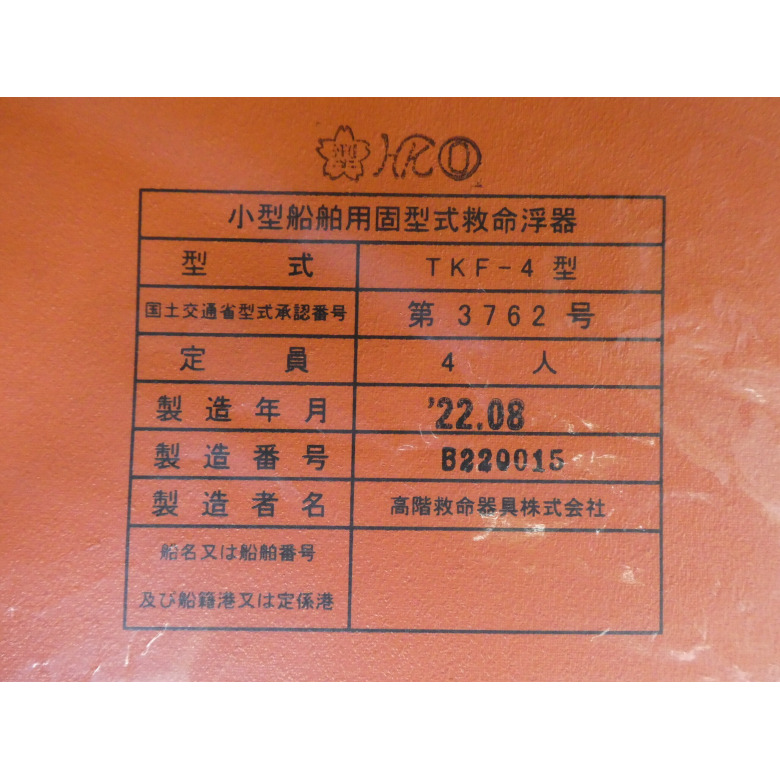 HKO
小型船舶用固型式救命浮器
型 式 TKF-4型
国土交通省型式承認番号 第 3762 号
定 員 4 人
製造年月 '22.08
製造番号 B220015
製造者名 高階救命器具株式会社
船名又は船舶番号
及び船籍港又は定係港